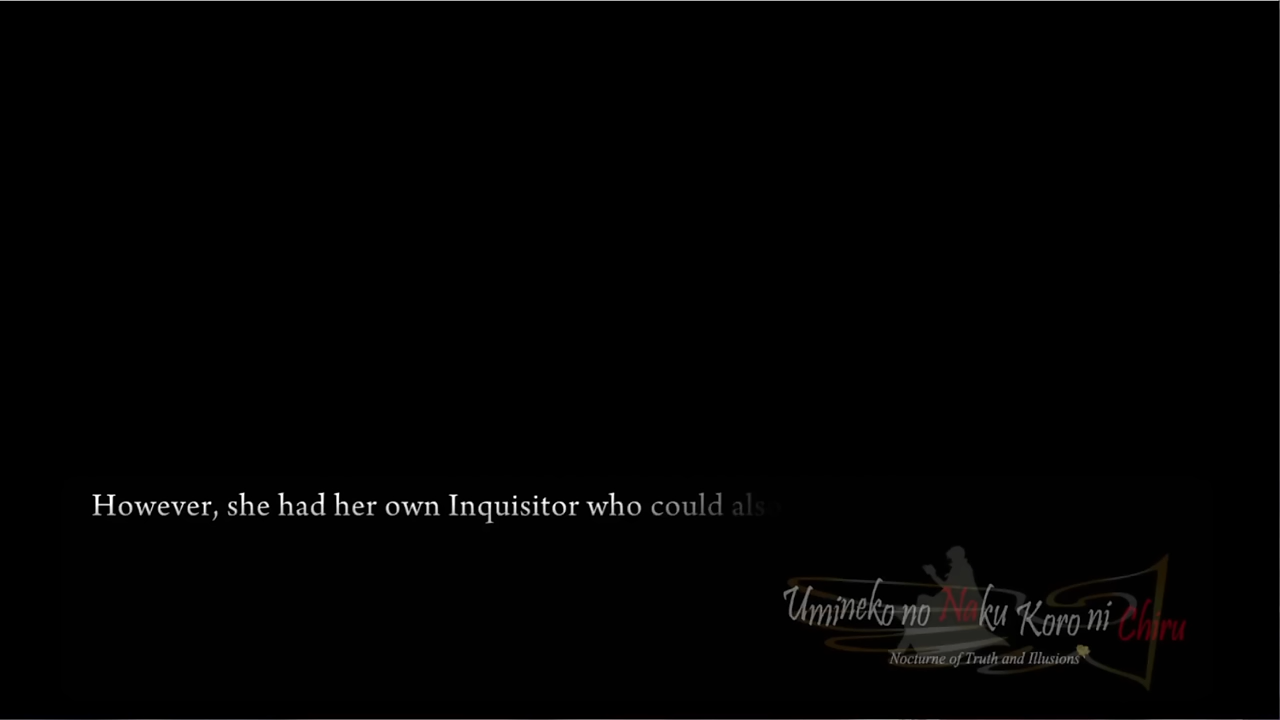 However, she had her own Inquisitor who could also
Umineko no Naku Koro ni Chiru
Nocturne of Truth and Illusions